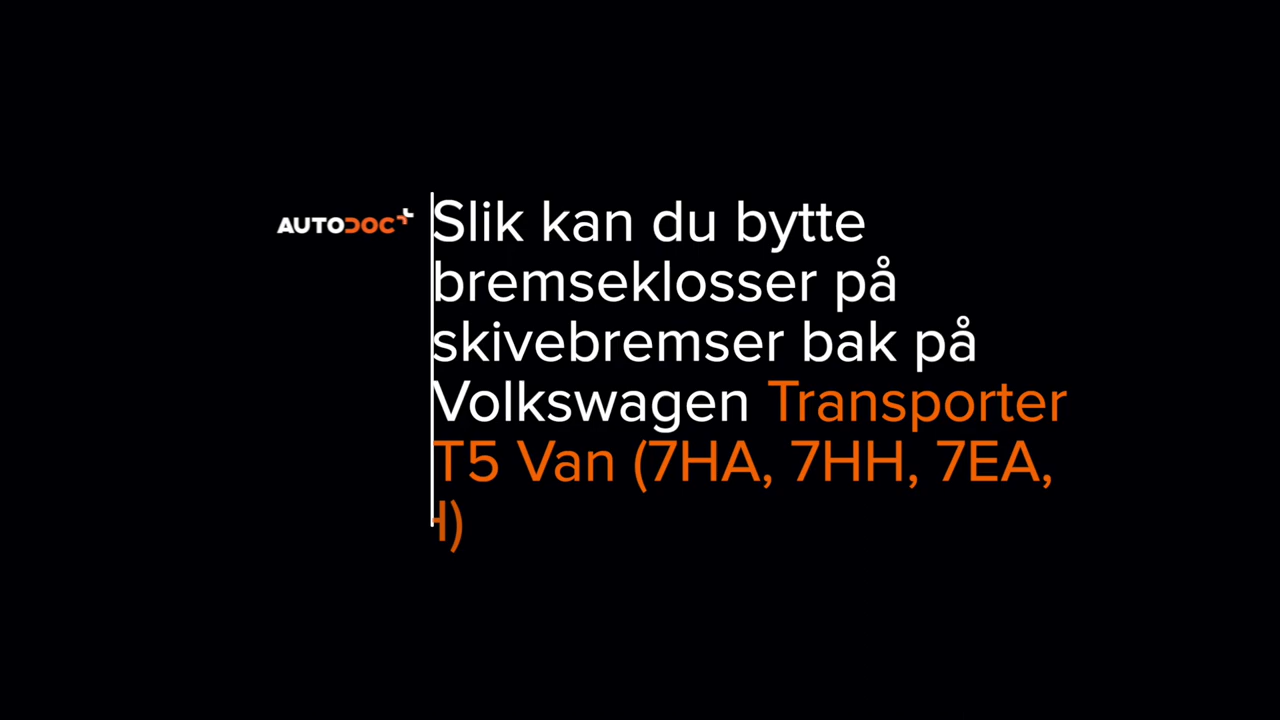 AUTODOC
Slik kan du bytte
bremseklosser på
skivebremser bak på
Volkswagen Transporter
T5 Van (7HA, 7HH, 7EA,